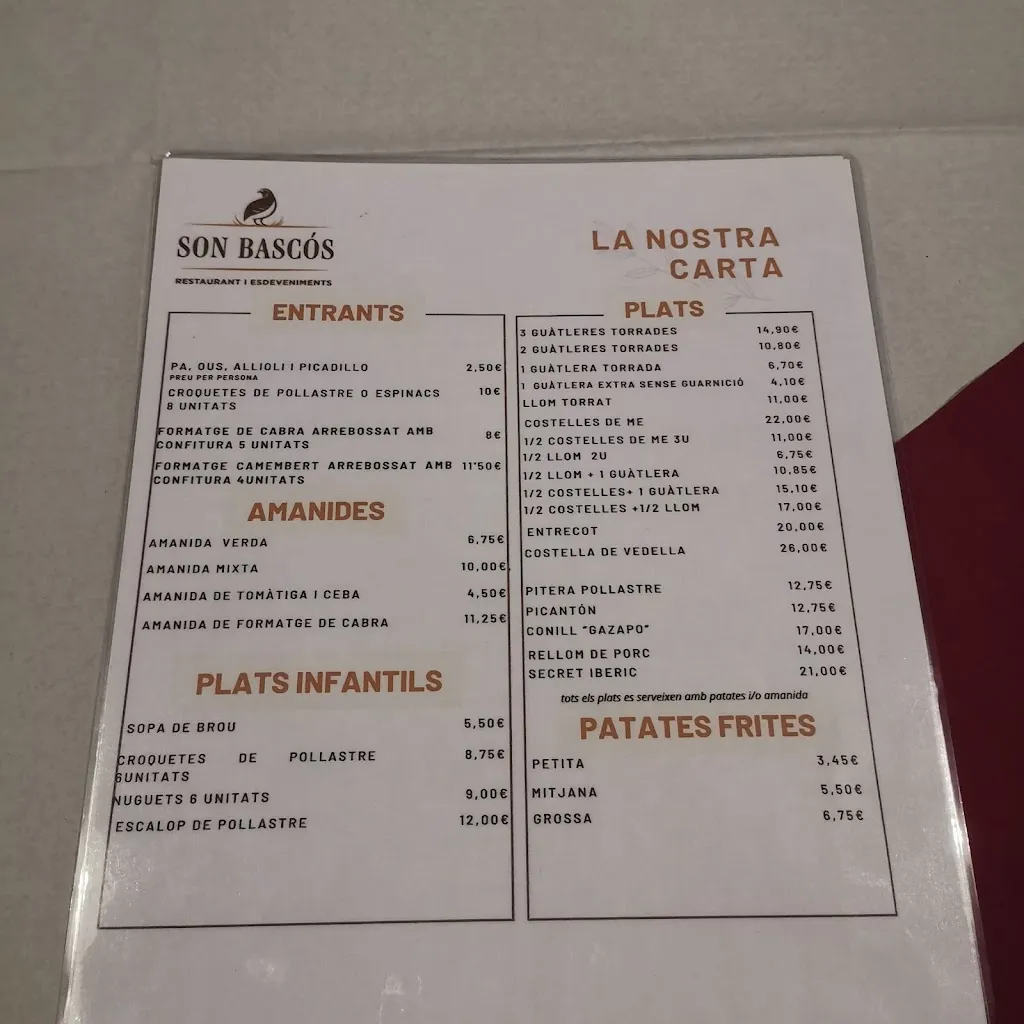 SON BASCÓS
RESTAURANT I ESDEVENIMENTS
LA NOSTRA
CARTA
ENTRANTS
PA, OUS, ALLIOLI I PICADILLO 2,50€
PREU PER PERSONA
CROQUETES DE POLLASTRE O ESPINACS 10€
8 UNITATS
FORMATGE DE CABRA ARREBOSSAT AMB 8€
CONFITURA 5 UNITATS
FORMATGE CAMEMBERT ARREBOSSAT AMB 11'50€
CONFITURA 4UNITATS
AMANIDES
AMANIDA VERDA 6,75€
AMANIDA MIXTA 10,00€
AMANIDA DE TOMÀTIGA I CEBA 4,50€
AMANIDA DE FORMATGE DE CABRA 11,25€
PLATS INFANTILS
SOPA DE BROU 5,50€
CROQUETES DE POLLASTRE 8,75€
6UNITATS
NUGUETS 6 UNITATS 9,00€
ESCALOP DE POLLASTRE 12,00€
PLATS
3 GUÀTLERES TORRADES 14,90€
2 GUÀTLERES TORRADES 10,80€
1 GUÀTLERA TORRADA 6,70€
1 GUÀTLERA EXTRA SENSE GUARNICIÓ 4,10€
LLOM TORRAT 11,00€
COSTELLES DE ME 22,00€
1/2 COSTELLES DE ME 3U 11,00€
1/2 LLOM 2U 6,75€
1/2 LLOM + 1 GUÀTLERA 10,85€
1/2 COSTELLES+ 1 GUÀTLERA 15,10€
1/2 COSTELLES +1/2 LLOM 17,00€
ENTRECOT 20,00€
COSTELLA DE VEDELLA 26,00€
PITERA POLLASTRE 12,75€
PICANTÓN 12,75€
CONILL "GAZAPO" 17,00€
RELLOM DE PORC 14,00€
SECRET IBERIC 21,00€
tots els plats es serveixen amb patates i/o amanida
PATATES FRITES
PETITA 3,45€
MITJANA 5,50€
GROSSA 6,75€